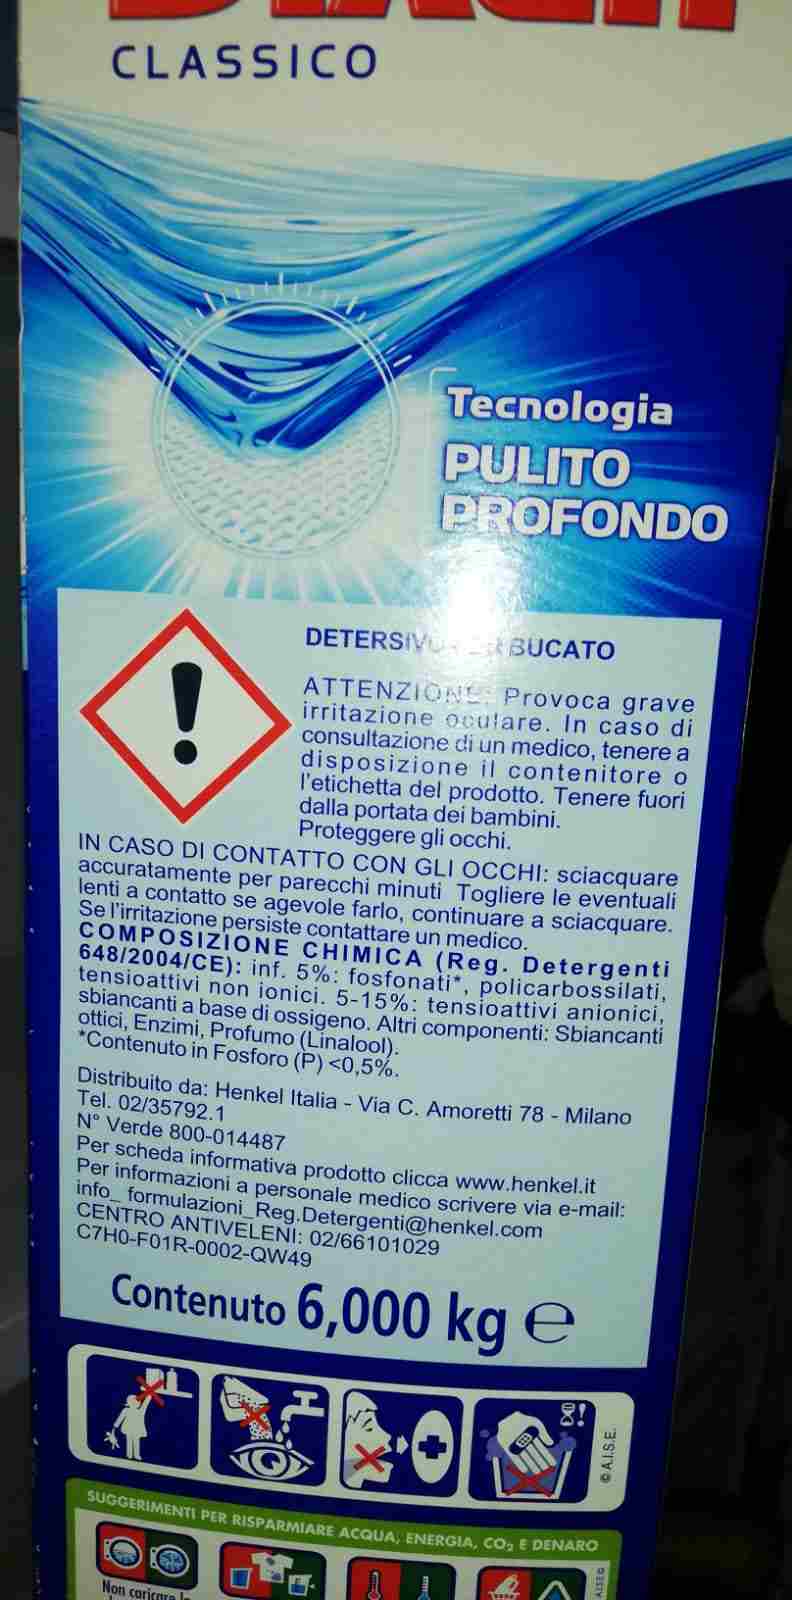 CLASSICO
Tecnologia
PULITO
PROFONDO
DETERSIVO BUCATO
ATTENZIONE: Provoca grave
irritazione oculare. In caso di
consultazione di un medico, tenere a
disposizione il contenitore o
l'etichetta del prodotto. Tenere fuori
dalla portata dei bambini.
Proteggere gli occhi.
IN CASO DI CONTATTO CON GLI OCCHI: sciacquare
accuratamente per parecchi minuti Togliere le eventuali
lenti a contatto se agevole farlo, continuare a sciacquare.
Se l'irritazione persiste contattare un medico.
COMPOSIZIONE CHIMICA (Reg. Detergenti
648/2004/CE): inf. 5%: fosfonati*, policarbossilati,
tensioattivi non ionici. 5-15%: tensioattivi anionici,
sbiancanti a base di ossigeno. Altri componenti: Sbiancanti
ottici, Enzimi, Profumo (Linalool).
*Contenuto in Fosforo (P) <0,5%.
Distribuito da: Henkel Italia - Via C. Amoretti 78 - Milano
Tel. 02/35792.1
N° Verde 800-014487
Per scheda informativa prodotto clicca www.henkel.it
Per informazioni a personale medico scrivere via e-mail:
info_ formulazioni_Reg.Detergenti@henkel.com
CENTRO ANTIVELENI: 02/66101029
C7H0-F01R-0002-QW49
Contenuto 6,000 kg e
© A.I.S.E.
SUGGERIMENTI PER RISPARMIARE ACQUA, ENERGIA, CO2 E DENARO
Non caricare